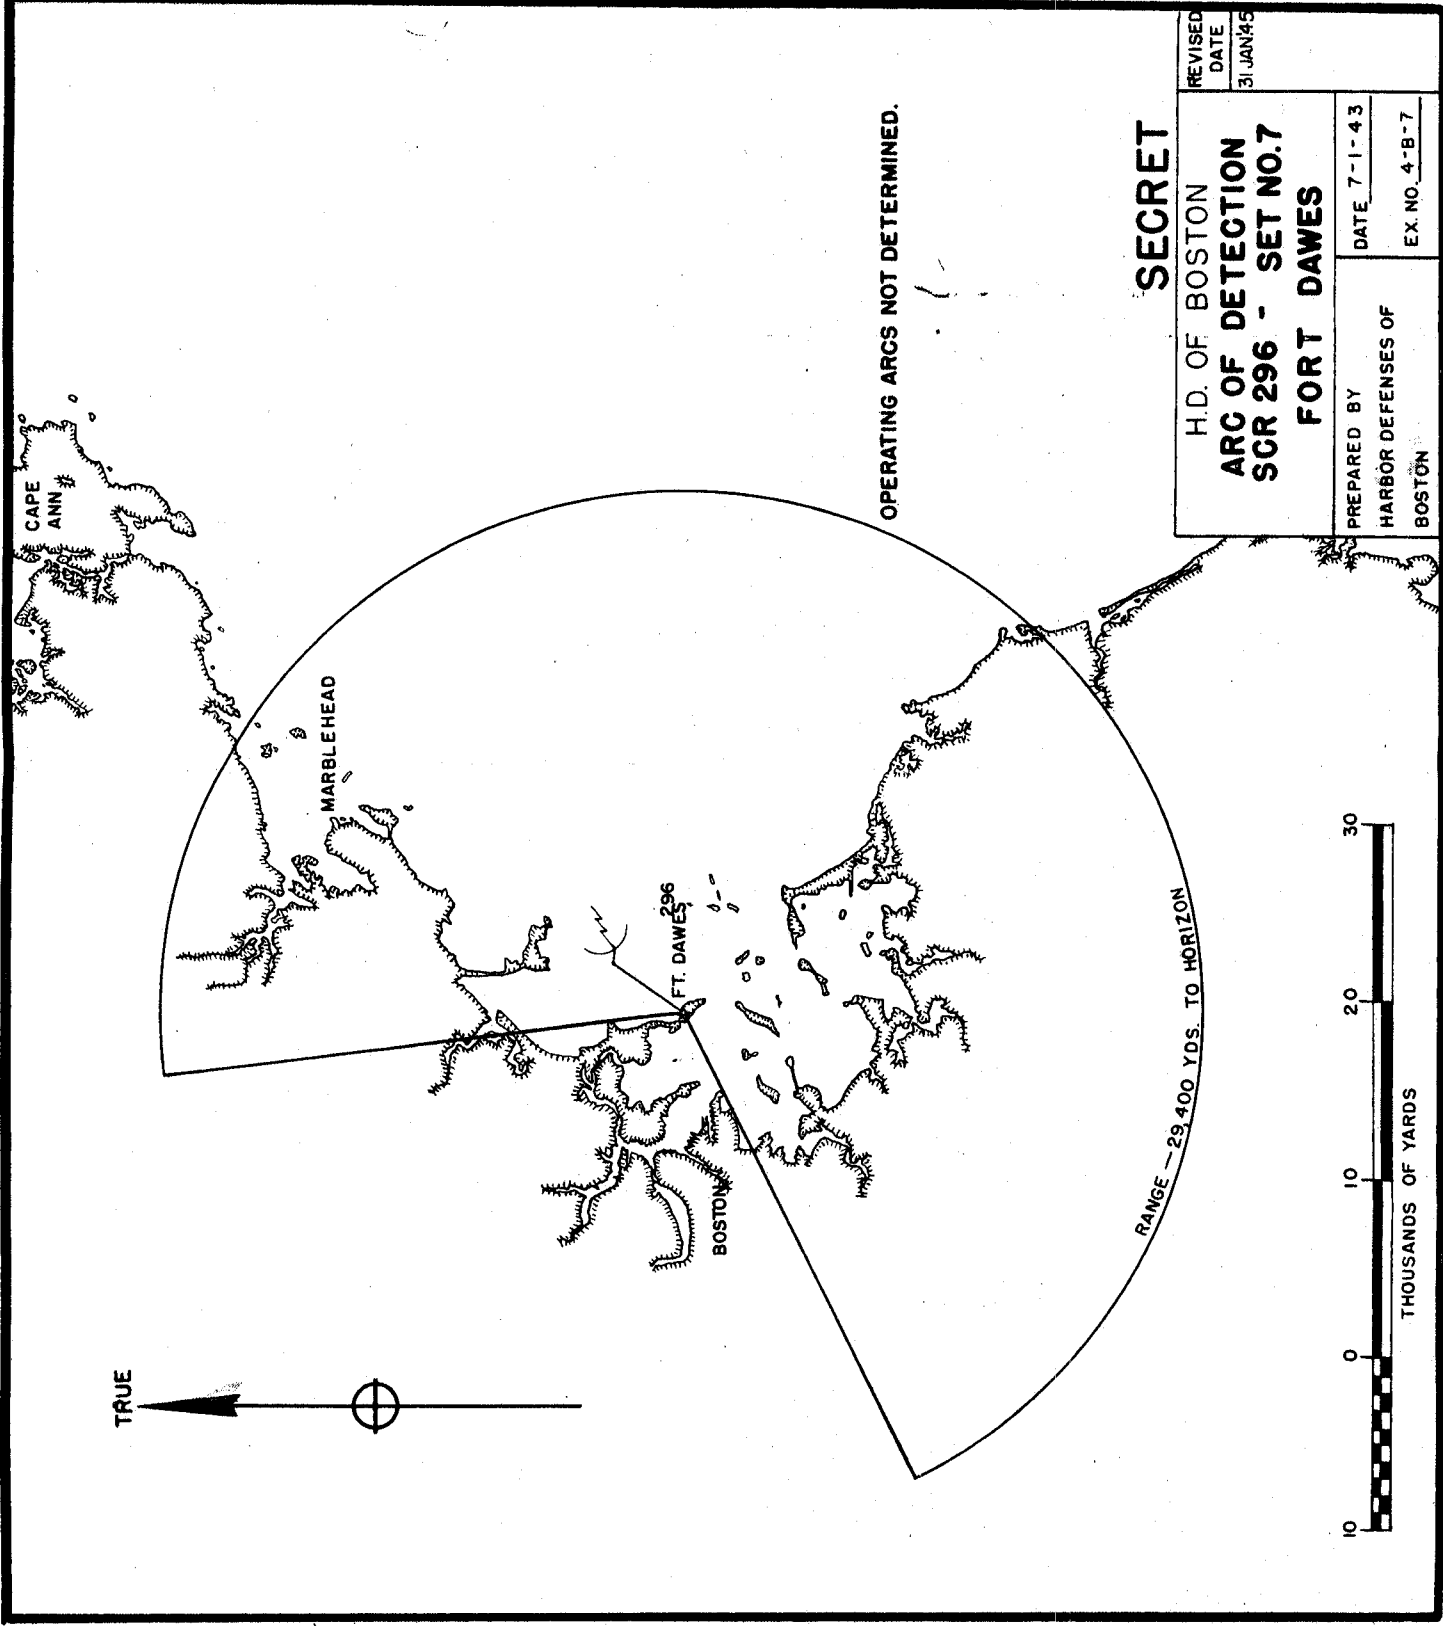 TRUE
CAPE
ANN
MARBLEHEAD
296
FT. DAWES
BOSTON
OPERATING ARCS NOT DETERMINED.
RANGE — 29,400 YDS. TO HORIZON
10 0 10 20 30
THOUSANDS OF YARDS
SECRET
H.D. OF BOSTON
ARC OF DETECTION
SCR 296 - SET NO.7
FORT DAWES
REVISED
DATE
31 JAN 45
PREPARED BY
HARBOR DEFENSES OF
BOSTON
DATE 7-1-43
EX. NO. 4-B-7